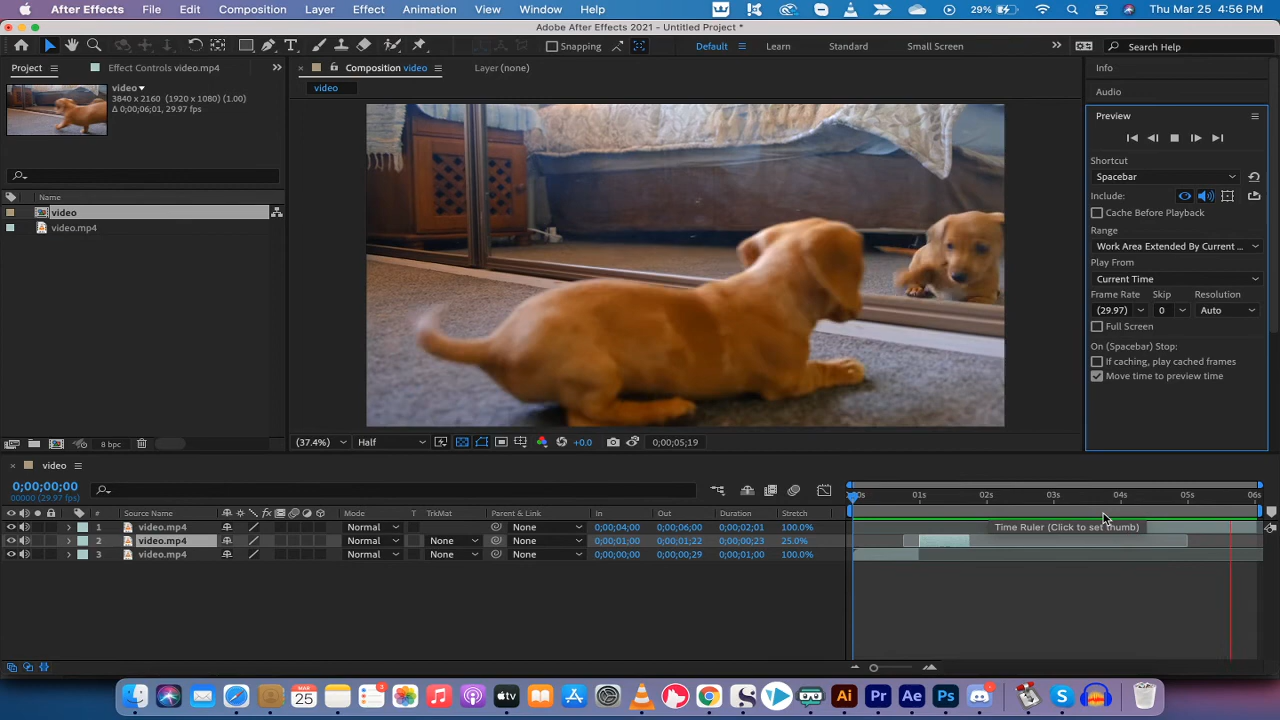 After Effects File Edit Composition Layer Effect Animation View Window Help 29% Thu Mar 25 4:56 PM
Adobe After Effects 2021 - Untitled Project *
Snapping Default Learn Standard Small Screen Search Help
Project Effect Controls video.mp4 Composition video Layer (none) Info
video
3840 x 2160 (1920 x 1080) (1.00)
Δ 0;00;06;01, 29.97 fps
video
Audio
Preview
Shortcut
Spacebar
Include:
Cache Before Playback
Range
Work Area Extended By Current ...
Play From
Current Time
Frame Rate Skip Resolution
(29.97) 0 Auto
Full Screen
On (Spacebar) Stop:
If caching, play cached frames
Move time to preview time
Name
video
video.mp4
8 bpc
(37.4%) Half +0.0 0;00;05;19
video
0;00;00;00
00000 (29.97 fps)
:00s 01s 02s 03s 04s 05s 06s
# Source Name Mode T TrkMat Parent & Link In Out Duration Stretch
1 video.mp4 Normal None 0;00;04;00 0;00;06;00 0;00;02;01 100.0%
2 video.mp4 Normal None None 0;00;01;00 0;00;01;22 0;00;00;23 25.0%
3 video.mp4 Normal None None 0;00;00;00 0;00;00;29 0;00;01;00 100.0%
Time Ruler (Click to set thumb)
MAR
25
3
tv
Ai Pr Ae Ps